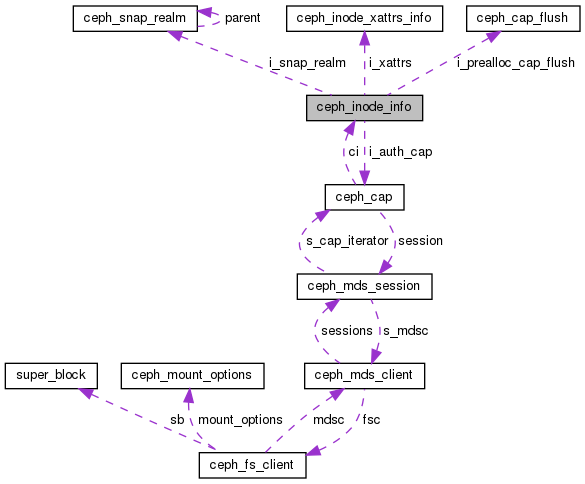 ceph_snap_realm
parent
ceph_inode_xattrs_info
ceph_cap_flush
i_snap_realm
i_xattrs
i_prealloc_cap_flush
ceph_inode_info
ci
i_auth_cap
ceph_cap
s_cap_iterator
session
ceph_mds_session
sessions
s_mdsc
super_block
ceph_mount_options
ceph_mds_client
sb
mount_options
mdsc
fsc
ceph_fs_client